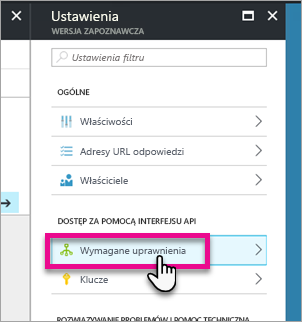 Ustawienia
WERSJA ZAPOZNAWCZA
Ustawienia filtru
OGÓLNE
Właściwości
Adresy URL odpowiedzi
Właściciele
DOSTĘP ZA POMOCĄ INTERFEJSU API
Wymagane uprawnienia
Klucze
ROZWIĄZYWANIE PROBLEMÓW I POMOC TECHNICZNA